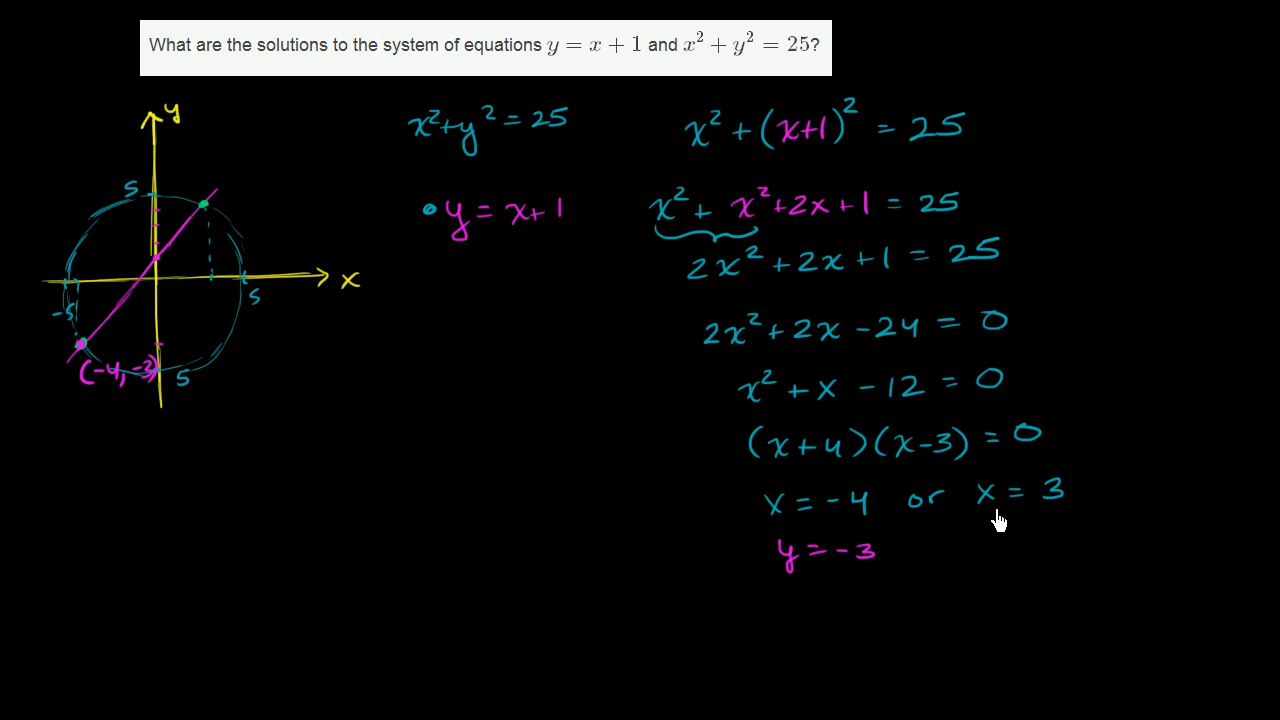 What are the solutions to the system of equations y = x + 1 and x² + y² = 25?
y
5
x
-5
5
(-4, -3)
5
x²+y² = 25
• y = x+1
x² + (x+1)² = 25
x² + x²+2x+1 = 25
2x² +2x+1 = 25
2x²+2x-24 = 0
x² + x - 12 = 0
(x+4)(x-3) = 0
x = -4 or x = 3
y = -3